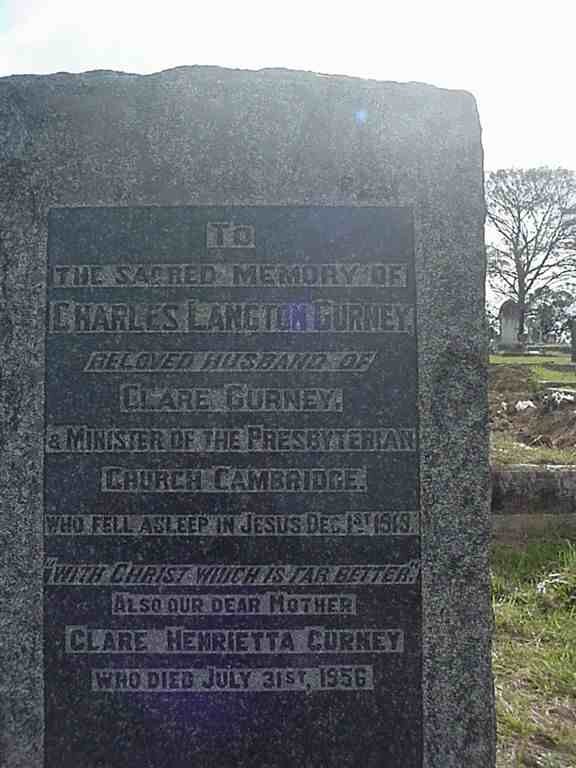 TO
THE SACRED MEMORY OF
CHARLES LANGTON GURNEY
BELOVED HUSBAND OF
CLARE GURNEY.
& MINISTER OF THE PRESBYTERIAN
CHURCH CAMBRIDGE.
WHO FELL ASLEEP IN JESUS DEC. 1ST 1919.
"WITH CHRIST WHICH IS FAR BETTER."
ALSO OUR DEAR MOTHER
CLARE HENRIETTA GURNEY
WHO DIED JULY 31ST, 1956